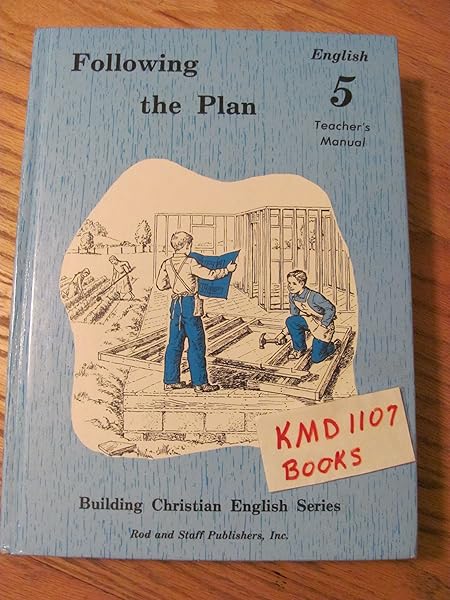 Following
the Plan
English
5
Teacher's
Manual
KMD 1107
BOOKS
Building Christian English Series
Rod and Staff Publishers, Inc.